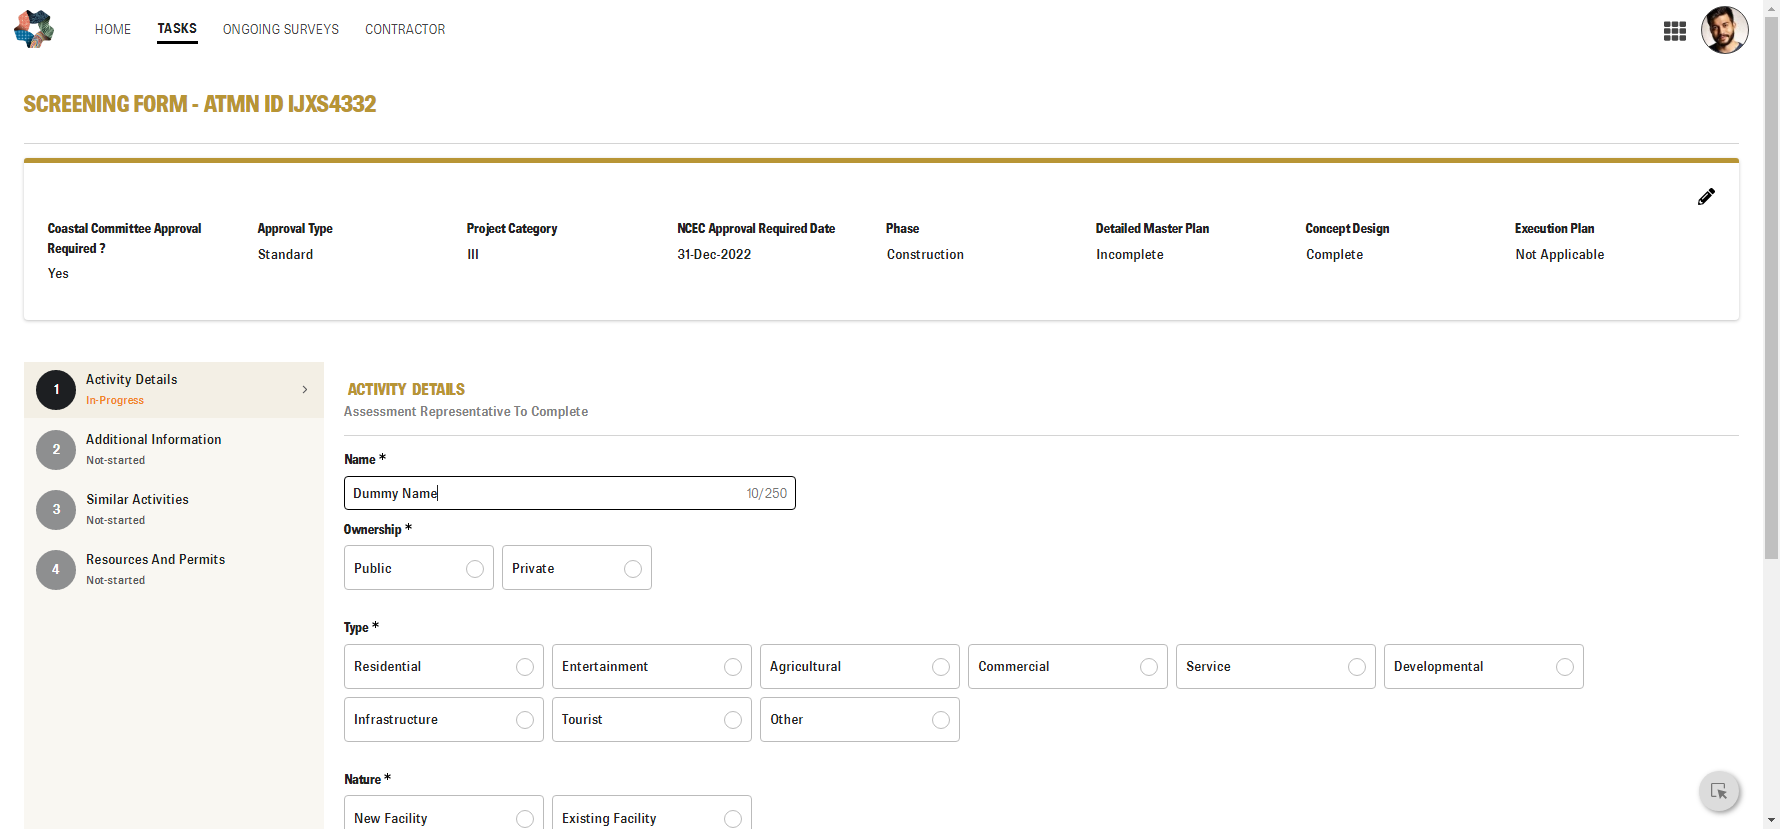 HOME TASKS ONGOING SURVEYS CONTRACTOR
SCREENING FORM - ATMN ID IJXS4332
Coastal Committee Approval Required ?
Yes
Approval Type
Standard
Project Category
III
NCEC Approval Required Date
31-Dec-2022
Phase
Construction
Detailed Master Plan
Incomplete
Concept Design
Complete
Execution Plan
Not Applicable
1 Activity Details
In-Progress
2 Additional Information
Not-started
3 Similar Activities
Not-started
4 Resources And Permits
Not-started
ACTIVITY DETAILS
Assessment Representative To Complete
Name *
Dummy Name 10/250
Ownership *
Public Private
Type *
Residential Entertainment Agricultural Commercial Service Developmental
Infrastructure Tourist Other
Nature *
New Facility Existing Facility